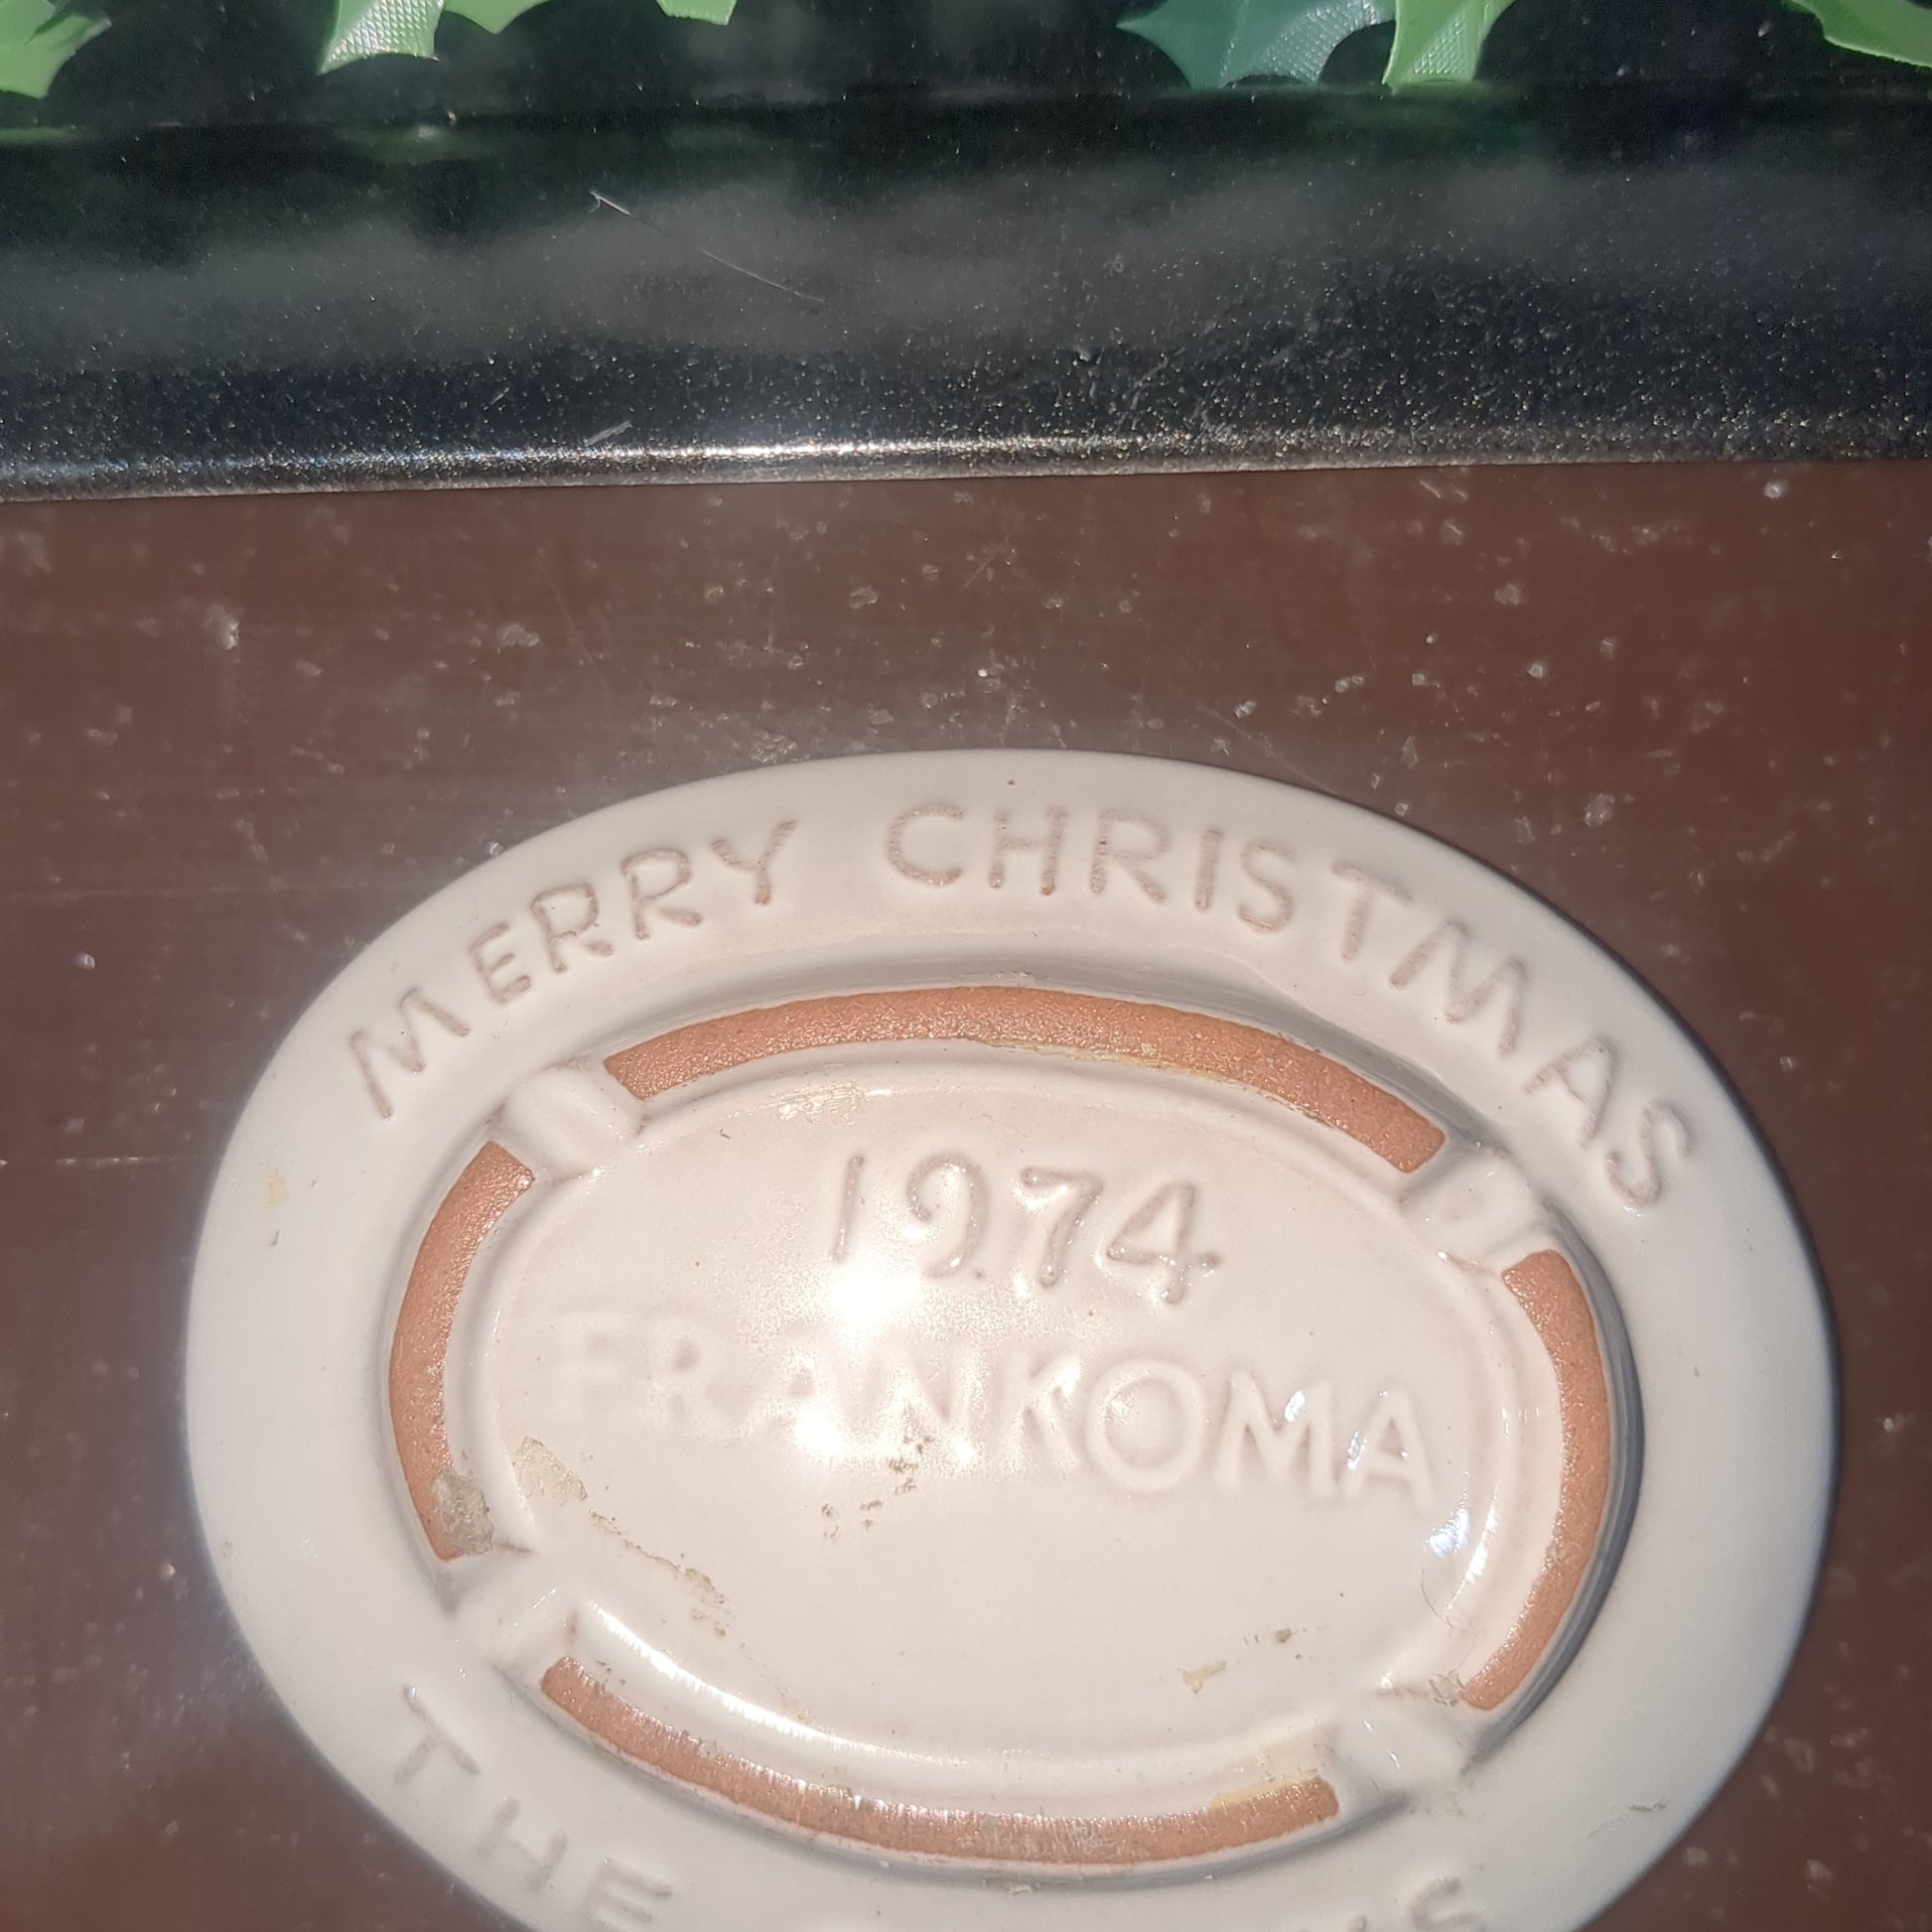 MERRY CHRISTMAS
1974
FRANKOMA
THE